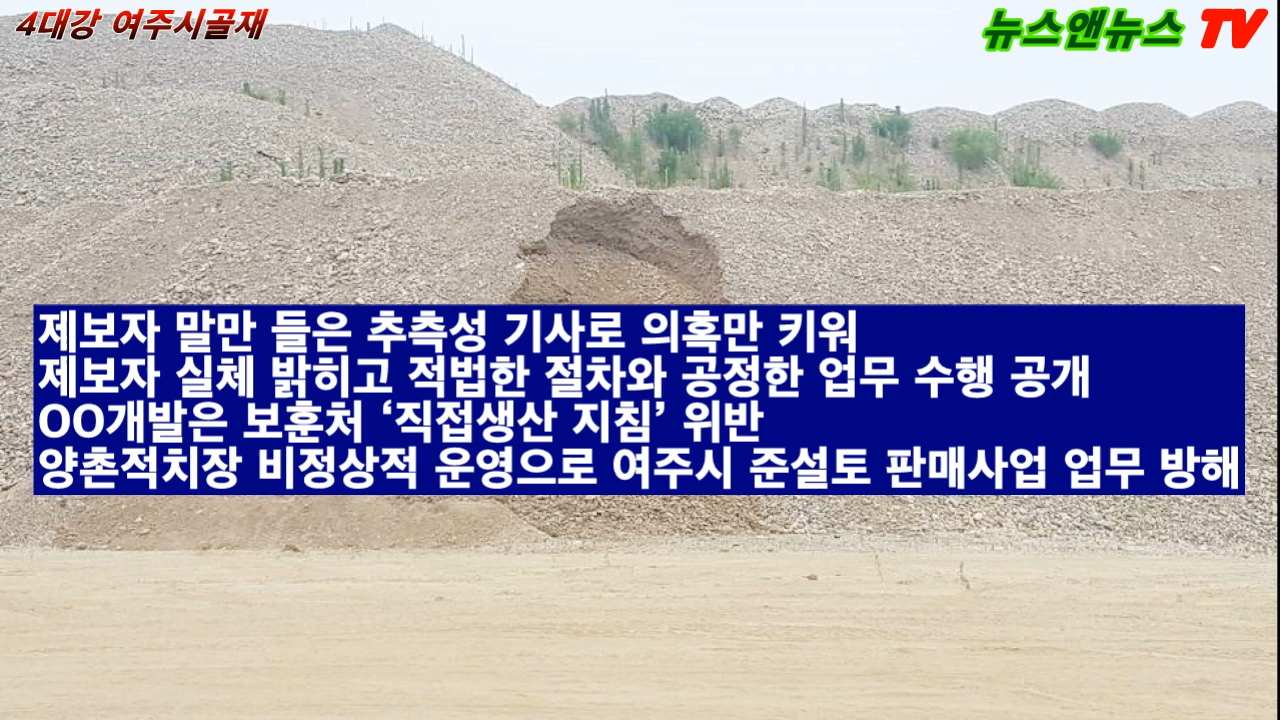 4대강 여주시골재
뉴스앤뉴스 TV
제보자 말만 들은 추측성 기사로 의혹만 키워
제보자 실체 밝히고 적법한 절차와 공정한 업무 수행 공개
OO개발은 보훈처 ‘직접생산 지침’ 위반
양촌적치장 비정상적 운영으로 여주시 준설토 판매사업 업무 방해